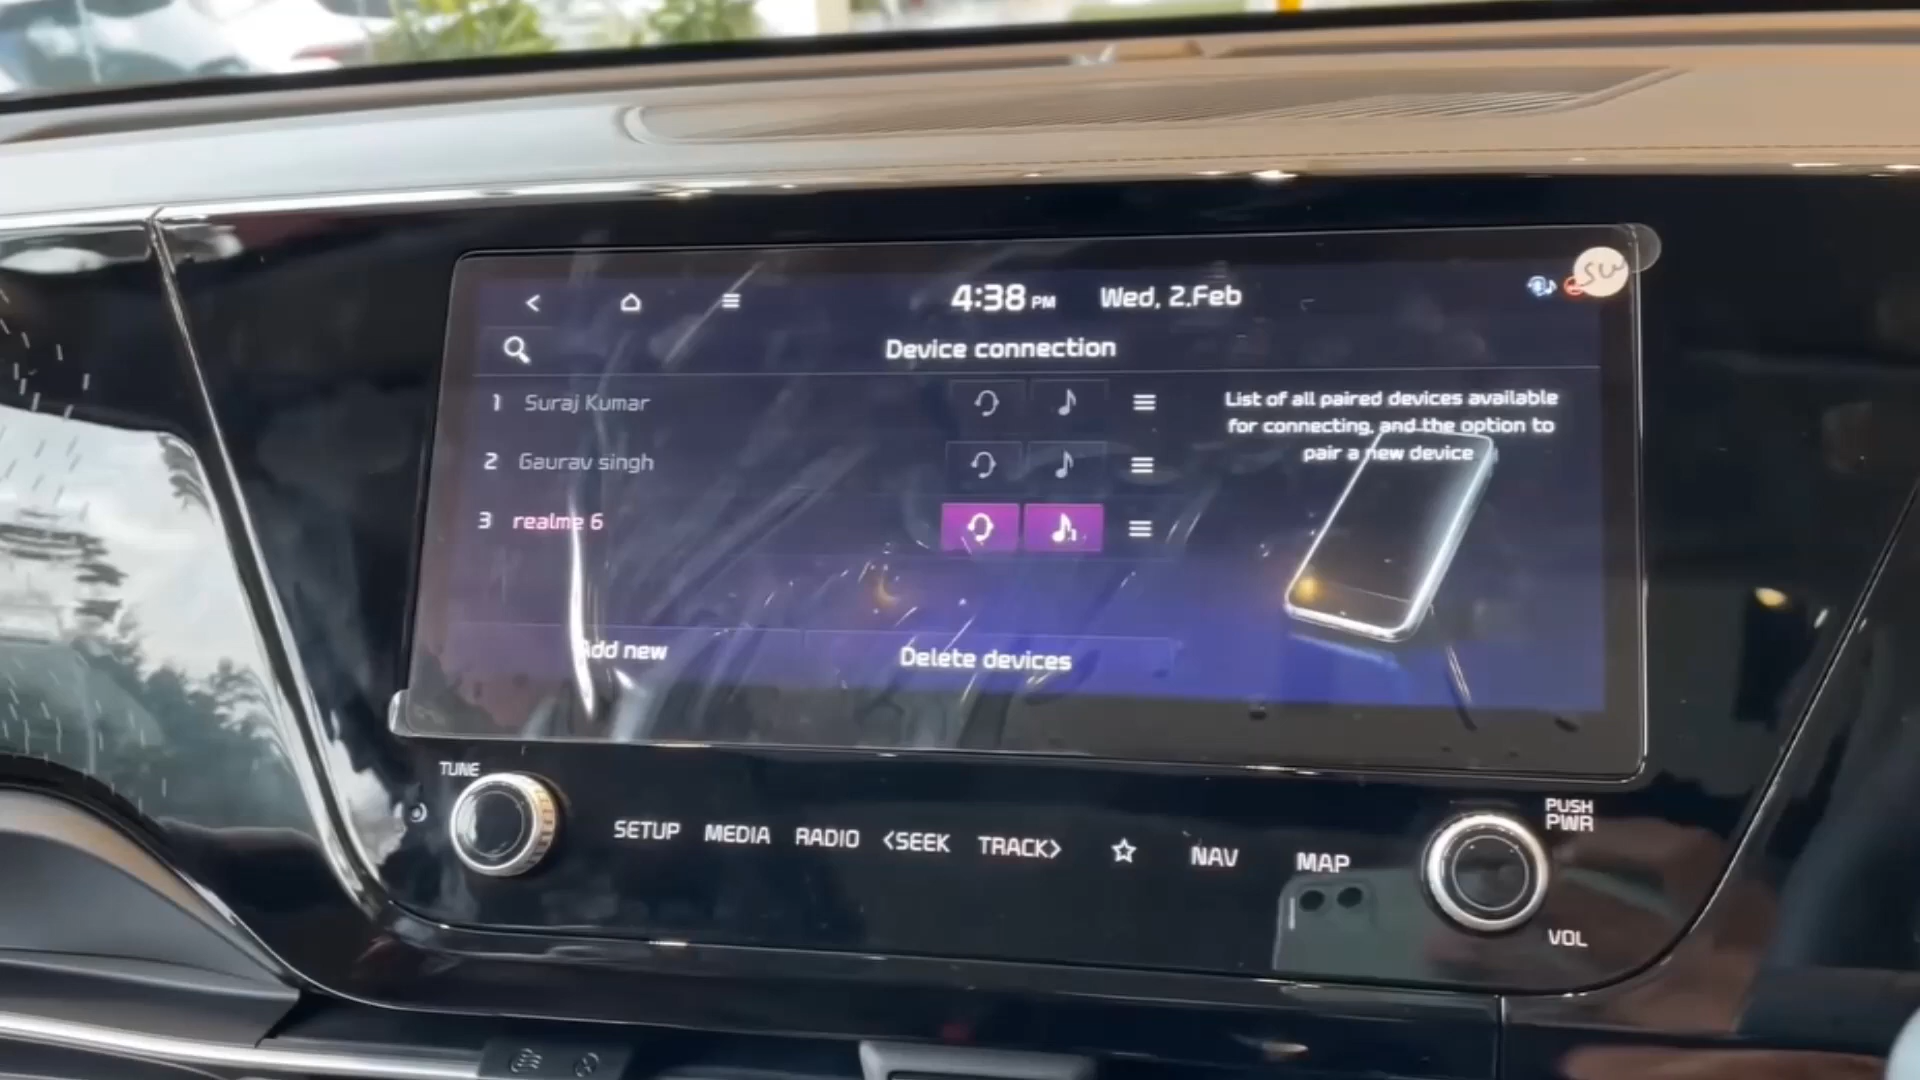 4:38 PM Wed, 2.Feb
SW
Device connection
1 Suraj Kumar
2 Gaurav singh
3 realme 6
List of all paired devices available
for connecting, and the option to
pair a new device
Add new
Delete devices
TUNE
SETUP
MEDIA
RADIO
<SEEK
TRACK>
NAV
MAP
PUSH
PWR
VOL